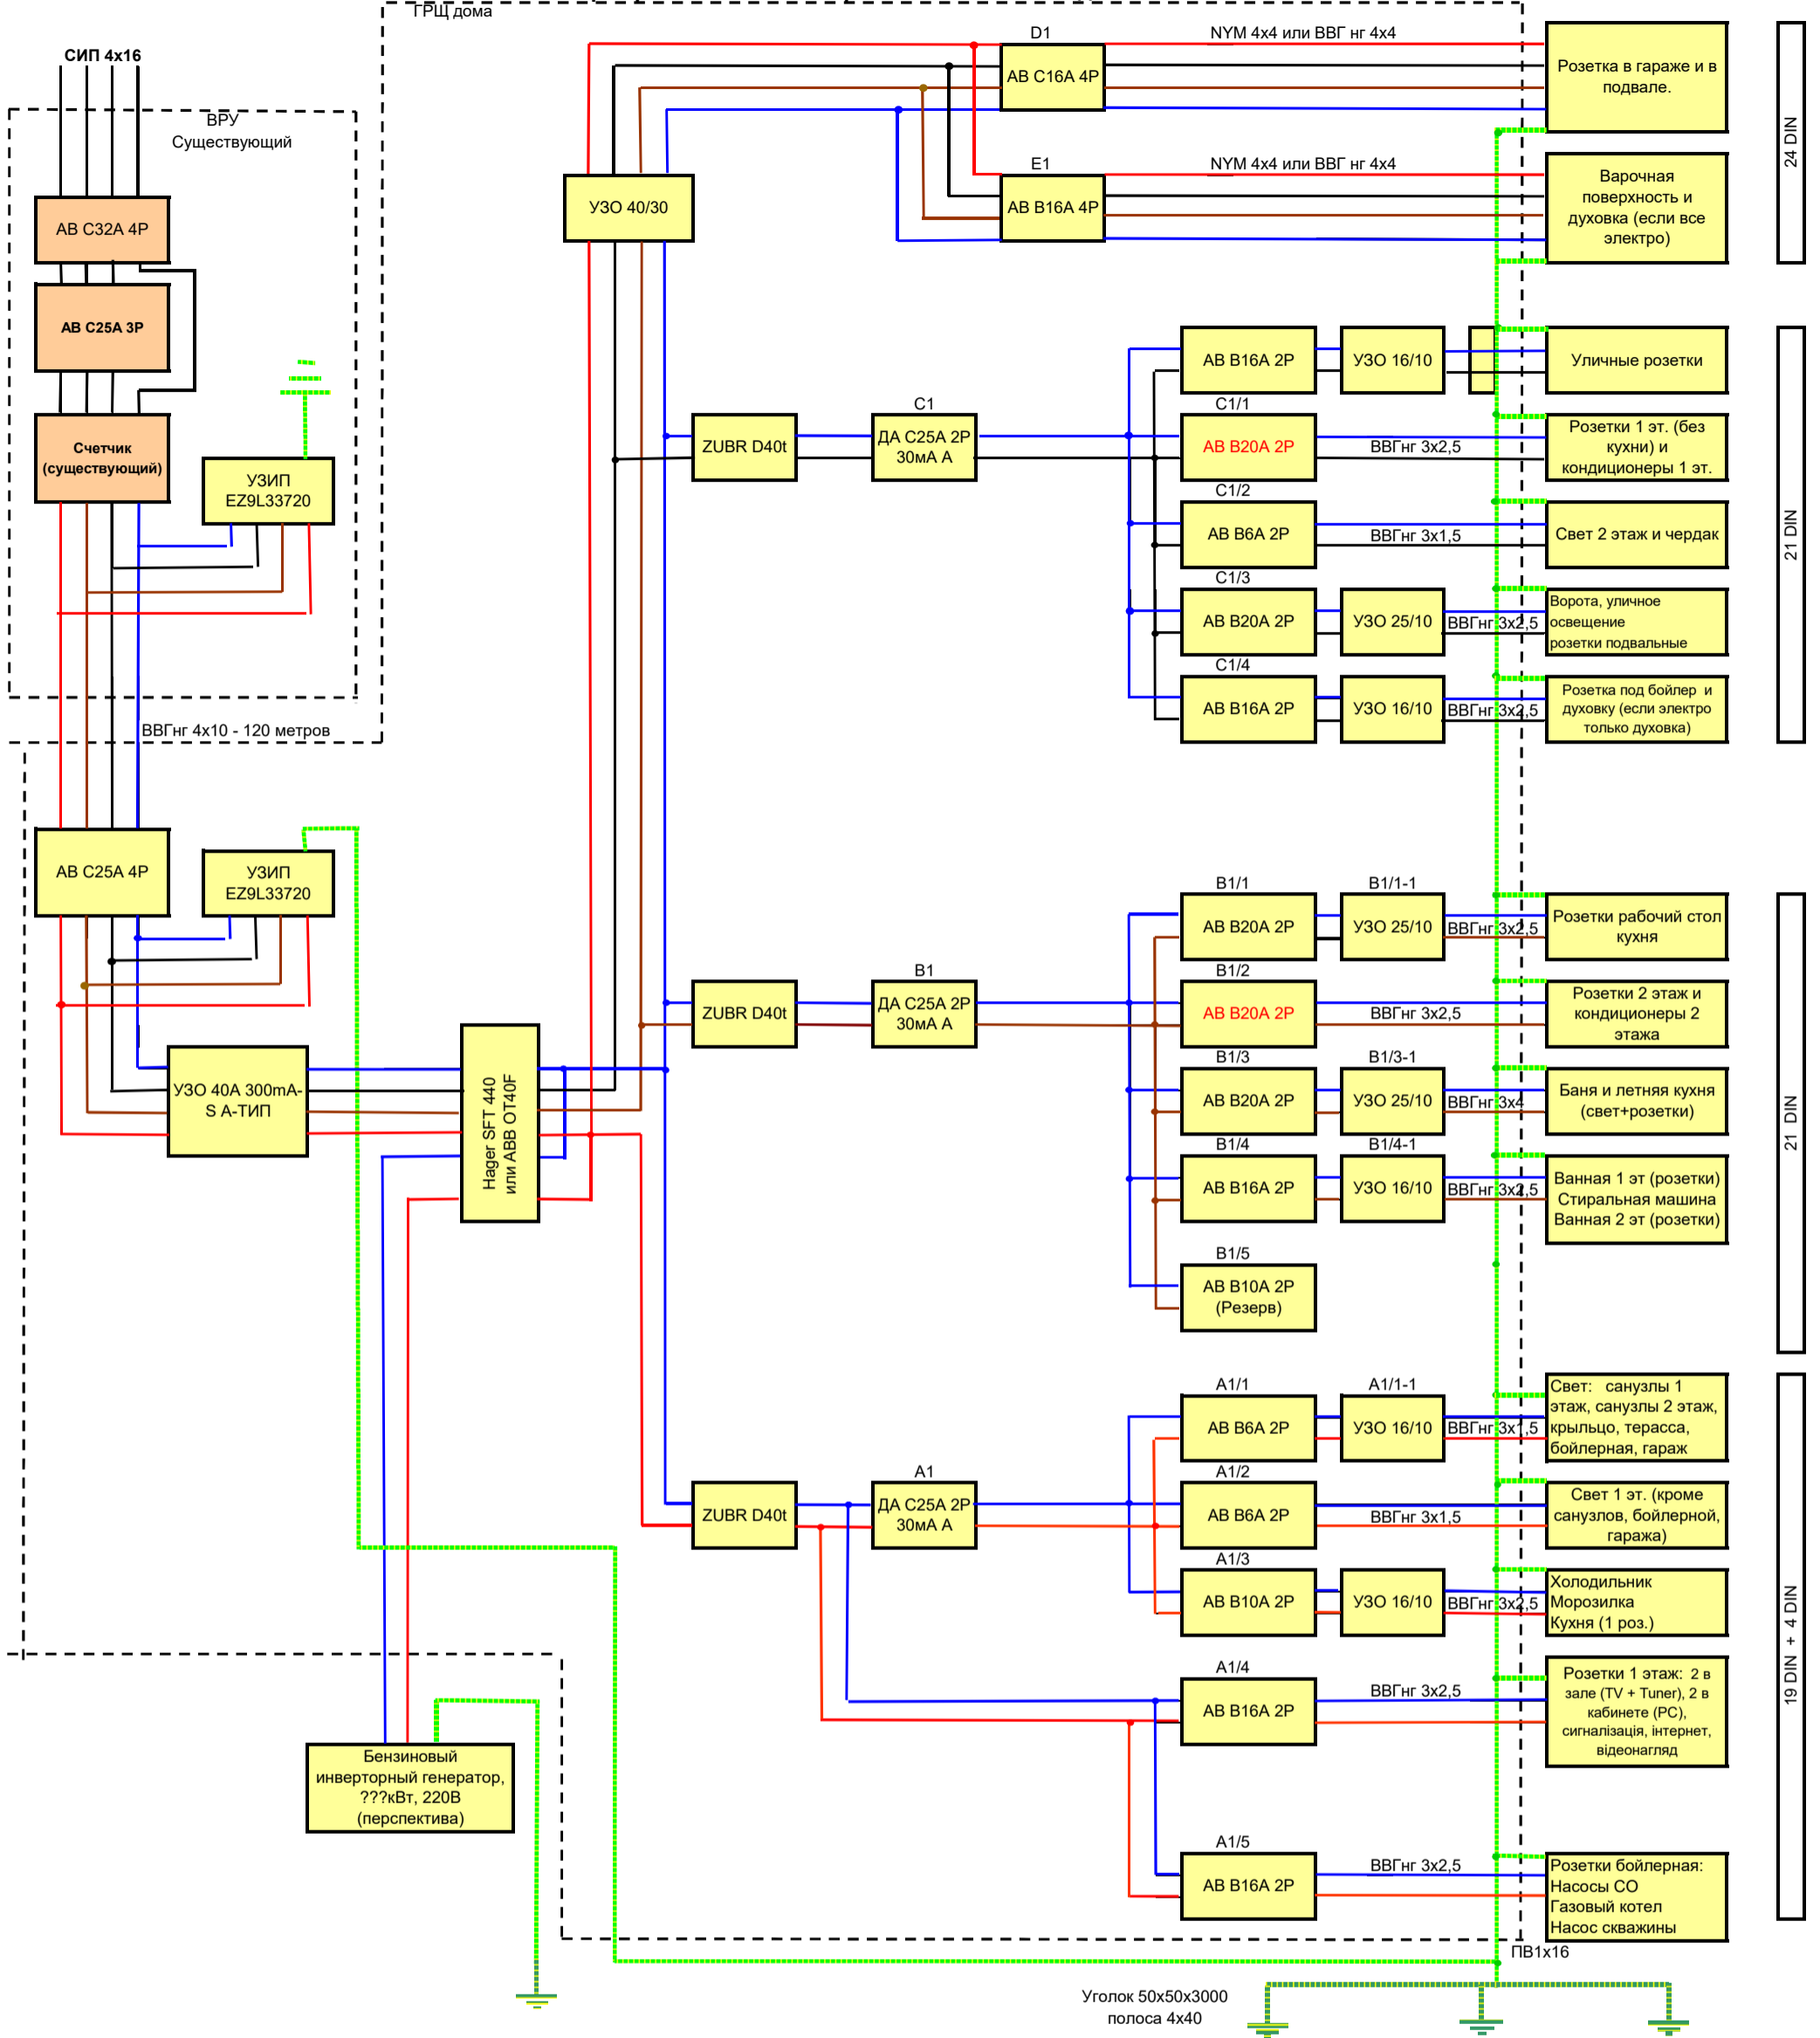 ГРЩ дома
СИП 4х16
ВРУ
Существующий
АВ С32А 4Р
АВ С25А 3Р
Счетчик
(существующий)
УЗИП
EZ9L33720
ВВГнг 4х10 - 120 метров
АВ С25А 4Р
УЗИП
EZ9L33720
УЗО 40А 300mA-
S А-ТИП
Hager SFT 440
или ABB OT40F
Бензиновый
инверторный генератор,
???кВт, 220В
(перспектива)
УЗО 40/30
D1
АВ С16А 4Р
NYM 4х4 или ВВГ нг 4х4
Розетка в гараже и в
подвале.
E1
АВ В16А 4Р
NYM 4х4 или ВВГ нг 4х4
Варочная
поверхность и
духовка (если все
электро)
24 DIN
АВ В16А 2Р
УЗО 16/10
Уличные розетки
ZUBR D40t
C1
ДА С25А 2Р
30мА А
C1/1
АВ В20А 2Р
ВВГнг 3х2,5
Розетки 1 эт. (без
кухни) и
кондиционеры 1 эт.
C1/2
АВ В6А 2Р
ВВГнг 3х1,5
Свет 2 этаж и чердак
C1/3
АВ В20А 2Р
УЗО 25/10
ВВГнг 3х2,5
Ворота, уличное
освещение
розетки подвальные
C1/4
АВ В16А 2Р
УЗО 16/10
ВВГнг 3х2,5
Розетка под бойлер и
духовку (если электро
только духовка)
21 DIN
B1/1
АВ В20А 2Р
B1/1-1
УЗО 25/10
ВВГнг 3х2,5
Розетки рабочий стол
кухня
ZUBR D40t
B1
ДА С25А 2Р
30мА А
B1/2
АВ В20А 2Р
ВВГнг 3х2,5
Розетки 2 этаж и
кондиционеры 2
этажа
B1/3
АВ В20А 2Р
B1/3-1
УЗО 25/10
ВВГнг 3х4
Баня и летняя кухня
(свет+розетки)
B1/4
АВ В16А 2Р
B1/4-1
УЗО 16/10
ВВГнг 3х2,5
Ванная 1 эт (розетки)
Стиральная машина
Ванная 2 эт (розетки)
B1/5
АВ В10А 2Р
(Резерв)
21 DIN
A1/1
АВ В6А 2Р
A1/1-1
УЗО 16/10
ВВГнг 3х1,5
Свет: санузлы 1
этаж, санузлы 2 этаж,
крыльцо, терасса,
бойлерная, гараж
ZUBR D40t
A1
ДА С25А 2Р
30мА А
A1/2
АВ В6А 2Р
ВВГнг 3х1,5
Свет 1 эт. (кроме
санузлов, бойлерной,
гаража)
A1/3
АВ В10А 2Р
УЗО 16/10
ВВГнг 3х2,5
Холодильник
Морозилка
Кухня (1 роз.)
A1/4
АВ В16А 2Р
ВВГнг 3х2,5
Розетки 1 этаж: 2 в
зале (TV + Tuner), 2 в
кабинете (PC),
сигналізація, інтернет,
відеонагляд
A1/5
АВ В16А 2Р
ВВГнг 3х2,5
Розетки бойлерная:
Насосы СО
Газовый котел
Насос скважины
19 DIN + 4 DIN
ПВ1х16
Уголок 50х50х3000
полоса 4х40